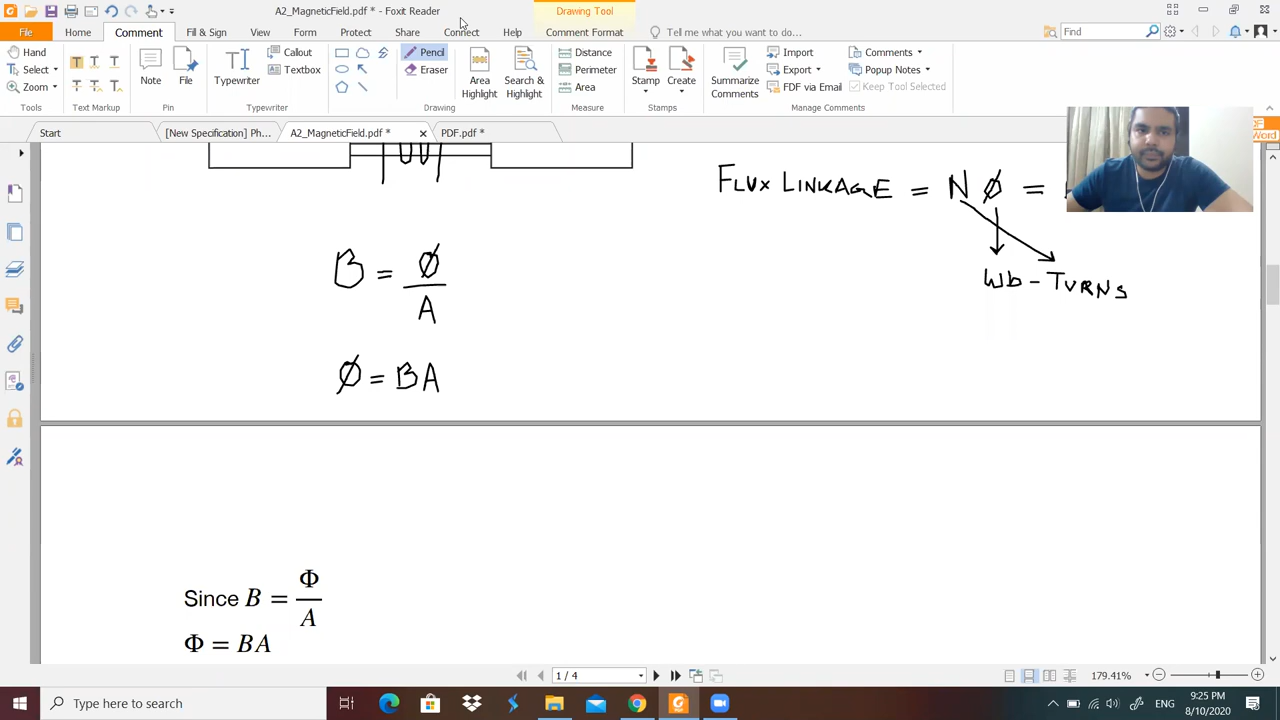 A2_MagneticField.pdf * - Foxit Reader
Drawing Tool
File Home Comment Fill & Sign View Form Protect Share Connect Help Comment Format Tell me what you want to do... Find
Hand
Select
Zoom
Tools
Text Markup
Note
File
Pin
Typewriter
Callout
Textbox
Typewriter
Pencil
Eraser
Drawing
Area Highlight
Search & Highlight
Distance
Perimeter
Area
Measure
Stamp
Create
Stamps
Summarize Comments
Import
Export
FDF via Email
Comments
Popup Notes
Keep Tool Selected
Manage Comments
Start [New Specification] Ph... A2_MagneticField.pdf * PDF.pdf *
Word
FLUX LINKAGE = NØ =
Wb - TURNS
B = Ø / A
Ø = BA
Since B = Φ / A
Φ = BA
1 / 4
179.41%
Type here to search
ENG
9:25 PM
8/10/2020